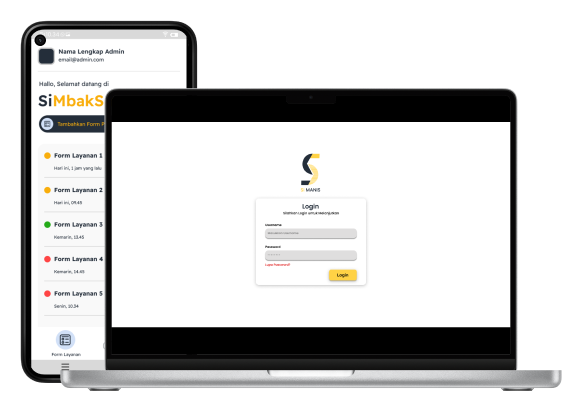 Nama Lengkap Admin
email@admin.com
Hallo, Selamat datang di
SiMbakS
Tambahkan Form P
Form Layanan 1
Hari ini, 1 jam yang lalu
Form Layanan 2
Hari ini, 09.45
Form Layanan 3
Kemarin, 15.45
Form Layanan 4
Kemarin, 14.45
Form Layanan 5
Senin, 10.34
Form Layanan
SI MANIS
Login
Silahkan Login untuk Melanjutkan
Username
Masukkan Username
Password
Lupa Password?
Login